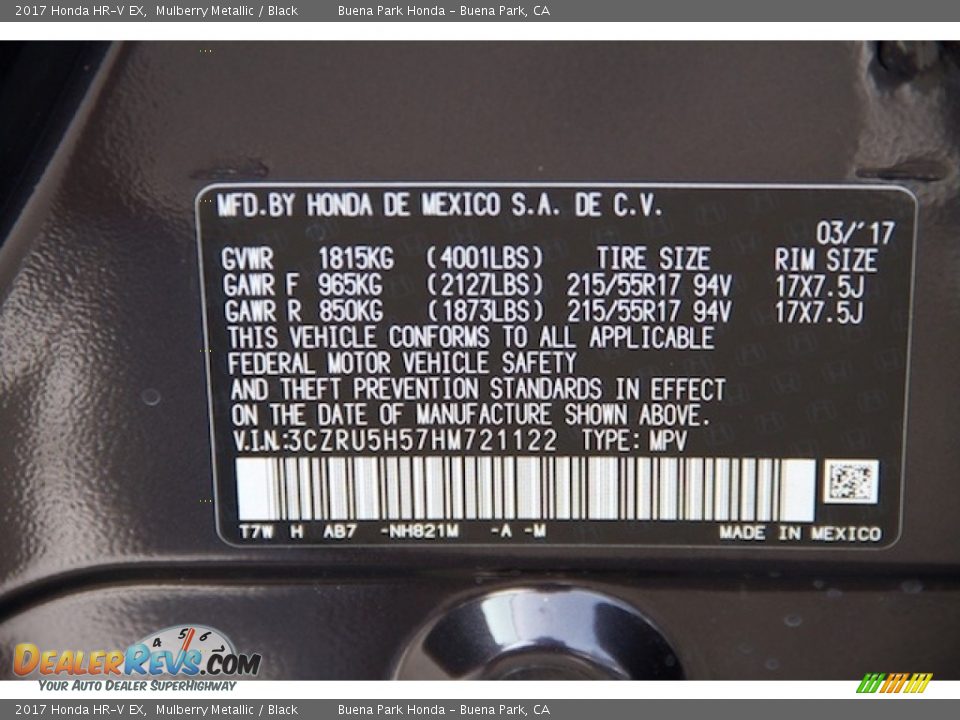 2017 Honda HR-V EX, Mulberry Metallic / Black Buena Park Honda - Buena Park, CA
MFD.BY HONDA DE MEXICO S.A. DE C.V.
03/'17
GVWR 1815KG (4001LBS) TIRE SIZE RIM SIZE
GAWR F 965KG (2127LBS) 215/55R17 94V 17X7.5J
GAWR R 850KG (1873LBS) 215/55R17 94V 17X7.5J
THIS VEHICLE CONFORMS TO ALL APPLICABLE
FEDERAL MOTOR VEHICLE SAFETY
AND THEFT PREVENTION STANDARDS IN EFFECT
ON THE DATE OF MANUFACTURE SHOWN ABOVE.
V.I.N.:3CZRU5H57HM721122 TYPE: MPV
T7W H AB7 -NH821M -A -M MADE IN MEXICO
4 5 6
DEALERREVS.COM
YOUR AUTO DEALER SUPERHIGHWAY
2017 Honda HR-V EX, Mulberry Metallic / Black Buena Park Honda - Buena Park, CA